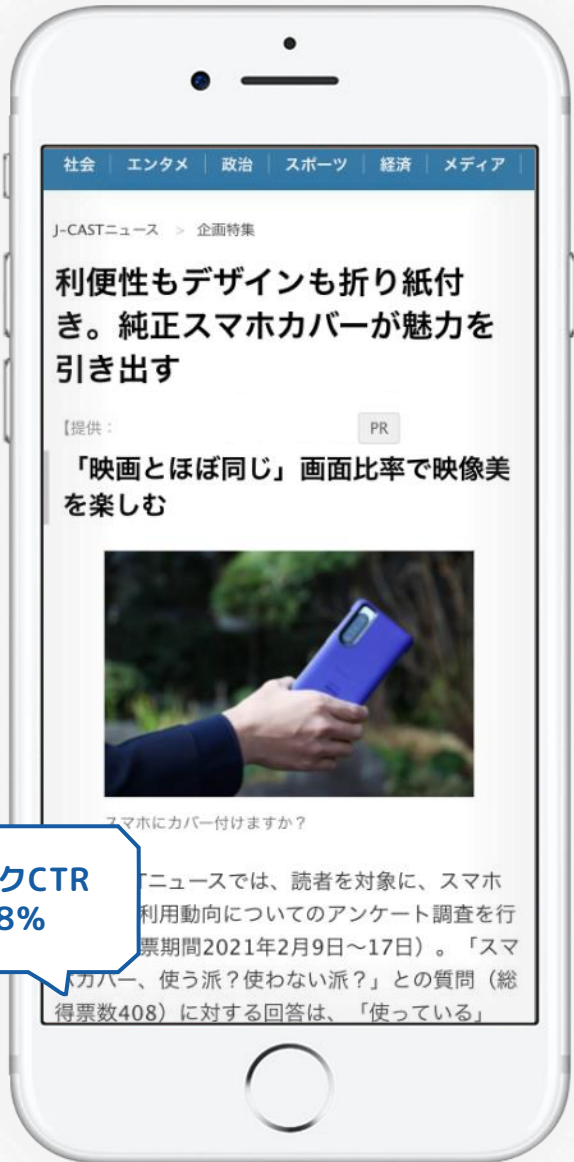 社会 エンタメ 政治 スポーツ 経済 メディア
J-CASTニュース > 企画特集
利便性もデザインも折り紙付
き。純正スマホカバーが魅力を
引き出す
【提供：
PR
「映画とほぼ同じ」画面比率で映像美
を楽しむ
スマホにカバー付けますか？
クCTR
8%
Tニュースでは、読者を対象に、スマホ
利用動向についてのアンケート調査を行
票期間2021年2月9日～17日）。「スマ
ホカバー、使う派？使わない派？」との質問（総
得票数408）に対する回答は、「使っている」